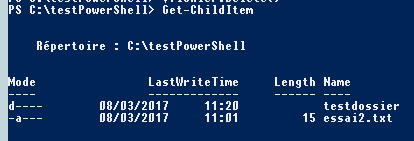 PS C:\testPowerShell> Get-ChildItem
Répertoire : C:\testPowerShell
Mode LastWriteTime Length Name
---- ------------- ------ ----
d---- 08/03/2017 11:20 testdossier
-a--- 08/03/2017 11:01 15 essai2.txt